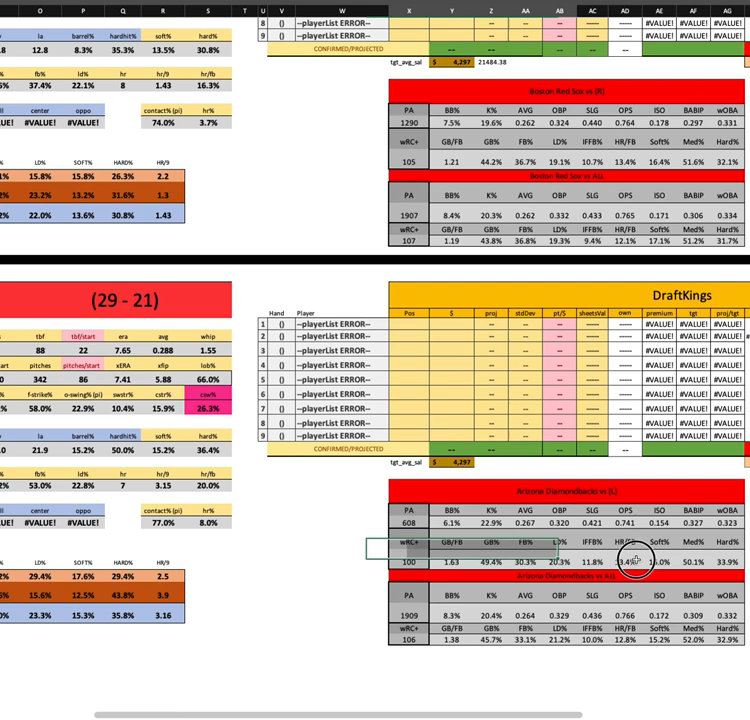 O P Q R S T U V W X Y Z AA AB AC AD AE AF AG
8 () --playerList ERROR-- -- -- ----- ----- #VALUE! #VALUE! #VALUE!
la barrel% hardhit% soft% hard% 9 () --playerList ERROR-- -- -- ----- ----- #VALUE! #VALUE! #VALUE!
.8 12.8 8.3% 35.3% 13.5% 30.8% CONFIRMED/PROJECTED -- -- -- -- --
tgt_avg_sal $ 4,297 21484.38
fb% ld% hr hr/9 hr/fb
37.4% 22.1% 8 1.43 16.3% Boston Red Sox vs (R)
center oppo contact% (pi) hr% PA BB% K% AVG OBP SLG OPS ISO BABIP wOBA
#VALUE! #VALUE! 74.0% 3.7% 1290 7.5% 19.6% 0.262 0.324 0.440 0.764 0.178 0.297 0.331
wRC+ GB/FB GB% FB% LD% IFFB% HR/FB Soft% Med% Hard%
LD% SOFT% HARD% HR/9 105 1.21 44.2% 36.7% 19.1% 10.7% 13.4% 16.4% 51.6% 32.1%
15.8% 15.8% 26.3% 2.2 Boston Red Sox vs ALL
23.2% 13.2% 31.6% 1.3 PA BB% K% AVG OBP SLG OPS ISO BABIP wOBA
22.0% 13.6% 30.8% 1.43 1907 8.4% 20.3% 0.262 0.332 0.433 0.765 0.171 0.306 0.334
wRC+ GB/FB GB% FB% LD% IFFB% HR/FB Soft% Med% Hard%
107 1.19 43.8% 36.8% 19.3% 9.4% 12.1% 17.1% 51.2% 31.7%
(29 - 21) DraftKings
Hand Player Pos $ proj stdDev pt/$ sheetsVal own premium tgt proj/tgt
1 () --playerList ERROR-- -- -- ----- ----- #VALUE! #VALUE! #VALUE!
tbf tbf/start era avg whip 2 () --playerList ERROR-- -- -- ----- ----- #VALUE! #VALUE! #VALUE!
88 22 7.65 0.288 1.55 3 () --playerList ERROR-- -- -- ----- ----- #VALUE! #VALUE! #VALUE!
pitches pitches/start xERA xfip lob% 4 () --playerList ERROR-- -- -- ----- ----- #VALUE! #VALUE! #VALUE!
342 86 7.41 5.88 66.0% 5 () --playerList ERROR-- -- -- ----- ----- #VALUE! #VALUE! #VALUE!
f-strike% o-swing% (pi) swstr% cstr% csw% 6 () --playerList ERROR-- -- -- ----- ----- #VALUE! #VALUE! #VALUE!
58.0% 22.9% 10.4% 15.9% 26.3% 7 () --playerList ERROR-- -- -- ----- ----- #VALUE! #VALUE! #VALUE!
8 () --playerList ERROR-- -- -- ----- ----- #VALUE! #VALUE! #VALUE!
la barrel% hardhit% soft% hard% 9 () --playerList ERROR-- -- -- ----- ----- #VALUE! #VALUE! #VALUE!
21.9 15.2% 50.0% 15.2% 36.4% CONFIRMED/PROJECTED -- -- -- -- --
tgt_avg_sal $ 4,297
fb% ld% hr hr/9 hr/fb
53.0% 22.8% 7 3.15 20.0% Arizona Diamondbacks vs (L)
center oppo contact% (pi) hr% PA BB% K% AVG OBP SLG OPS ISO BABIP wOBA
#VALUE! #VALUE! 77.0% 8.0% 608 6.1% 22.9% 0.267 0.320 0.421 0.741 0.154 0.327 0.323
wRC+ GB/FB GB% FB% LD% IFFB% HR/FB Soft% Med% Hard%
LD% SOFT% HARD% HR/9 100 1.63 49.4% 30.3% 20.3% 11.8% 50.1% 33.9%
29.4% 17.6% 29.4% 2.5 Arizona Diamondbacks vs ALL
15.6% 12.5% 43.8% 3.9 PA BB% K% AVG OBP SLG OPS ISO BABIP wOBA
23.3% 15.3% 35.8% 3.16 1909 8.3% 20.4% 0.264 0.329 0.436 0.766 0.172 0.309 0.332
wRC+ GB/FB GB% FB% LD% IFFB% HR/FB Soft% Med% Hard%
106 1.38 45.7% 33.1% 21.2% 10.0% 12.8% 15.2% 52.0% 32.9%